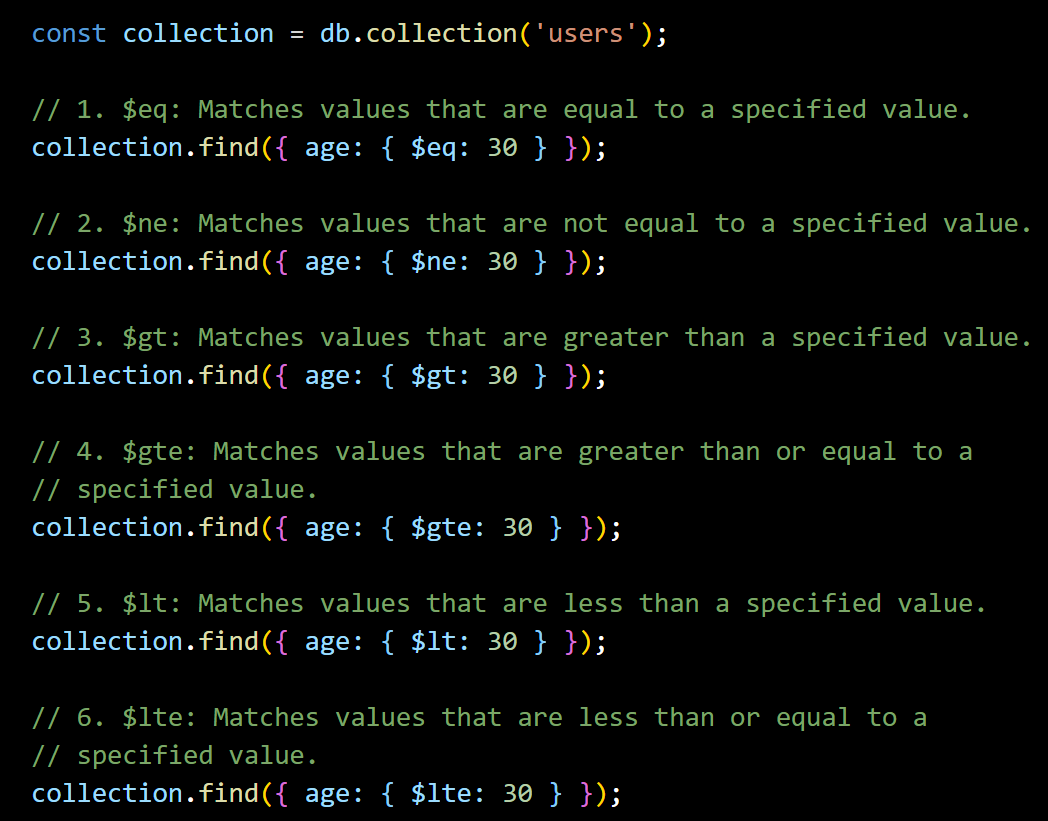 const collection = db.collection('users');
// 1. $eq: Matches values that are equal to a specified value.
collection.find({ age: { $eq: 30 } });
// 2. $ne: Matches values that are not equal to a specified value.
collection.find({ age: { $ne: 30 } });
// 3. $gt: Matches values that are greater than a specified value.
collection.find({ age: { $gt: 30 } });
// 4. $gte: Matches values that are greater than or equal to a
// specified value.
collection.find({ age: { $gte: 30 } });
// 5. $lt: Matches values that are less than a specified value.
collection.find({ age: { $lt: 30 } });
// 6. $lte: Matches values that are less than or equal to a
// specified value.
collection.find({ age: { $lte: 30 } });